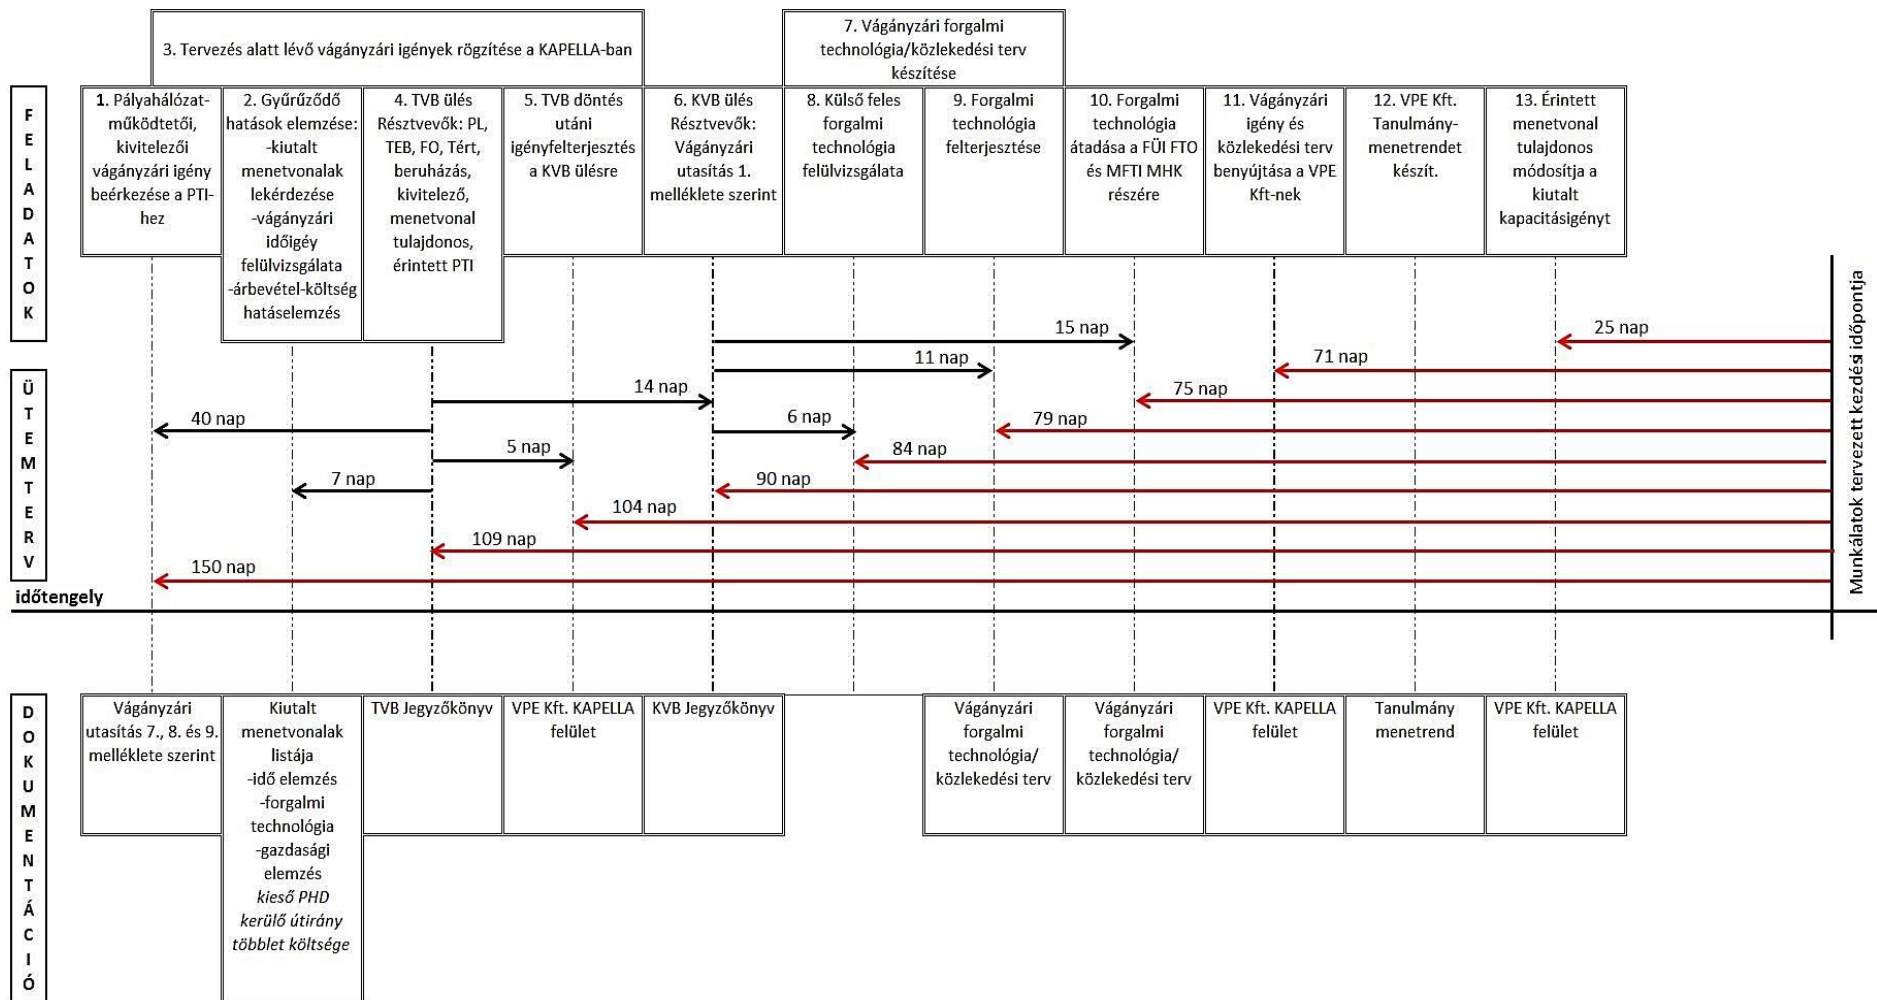 3. Tervezés alatt lévő vágányzári igények rögzítése a KAPELLA-ban
7. Vágányzári forgalmi
technológia/közlekedési terv
készítése
FELADATOK
1. Pályahálózat-
működtetői,
kivitelezői
vágányzári igény
beérkezése a PTI-
hez
2. Gyűrűződő
hatások elemzése:
-kiutalt
menetvonalak
lekérdezése
-vágányzári
időigéy
felülvizsgálata
-árbevétel-költség
hatáselemzés
4. TVB ülés
Résztvevők: PL,
TEB, FO, Tért,
beruházás,
kivitelező,
menetvonal
tulajdonos,
érintett PTI
5. TVB döntés
utáni
igényfelterjesztés
a KVB ülésre
6. KVB ülés
Résztvevők:
Vágányzári
utasítás 1.
melléklete szerint
8. Külső feles
forgalmi
technológia
felülvizsgálata
9. Forgalmi
technológia
felterjesztése
10. Forgalmi
technológia
átadása a FÜI FTO
és MFTI MHK
részére
11. Vágányzári
igény és
közlekedési terv
benyújtása a VPE
Kft-nek
12. VPE Kft.
Tanulmány-
menetrendet
készít.
13. Érintett
menetvonal
tulajdonos
módosítja a
kiutalt
kapacitásigényt
Munkálatok tervezett kezdési időpontja
ÜTEMTERV
15 nap
25 nap
11 nap
71 nap
14 nap
75 nap
40 nap
6 nap
79 nap
5 nap
84 nap
7 nap
90 nap
104 nap
109 nap
150 nap
időtengely
DOKUMENTÁCIÓ
Vágányzári
utasítás 7., 8. és 9.
melléklete szerint
Kiutalt
menetvonalak
listája
-idő elemzés
-forgalmi
technológia
-gazdasági
elemzés
kieső PHD
kerülő útirány
többlet költsége
TVB Jegyzőkönyv
VPE Kft. KAPELLA
felület
KVB Jegyzőkönyv
Vágányzári
forgalmi
technológia/
közlekedési terv
Vágányzári
forgalmi
technológia/
közlekedési terv
VPE Kft. KAPELLA
felület
Tanulmány
menetrend
VPE Kft. KAPELLA
felület